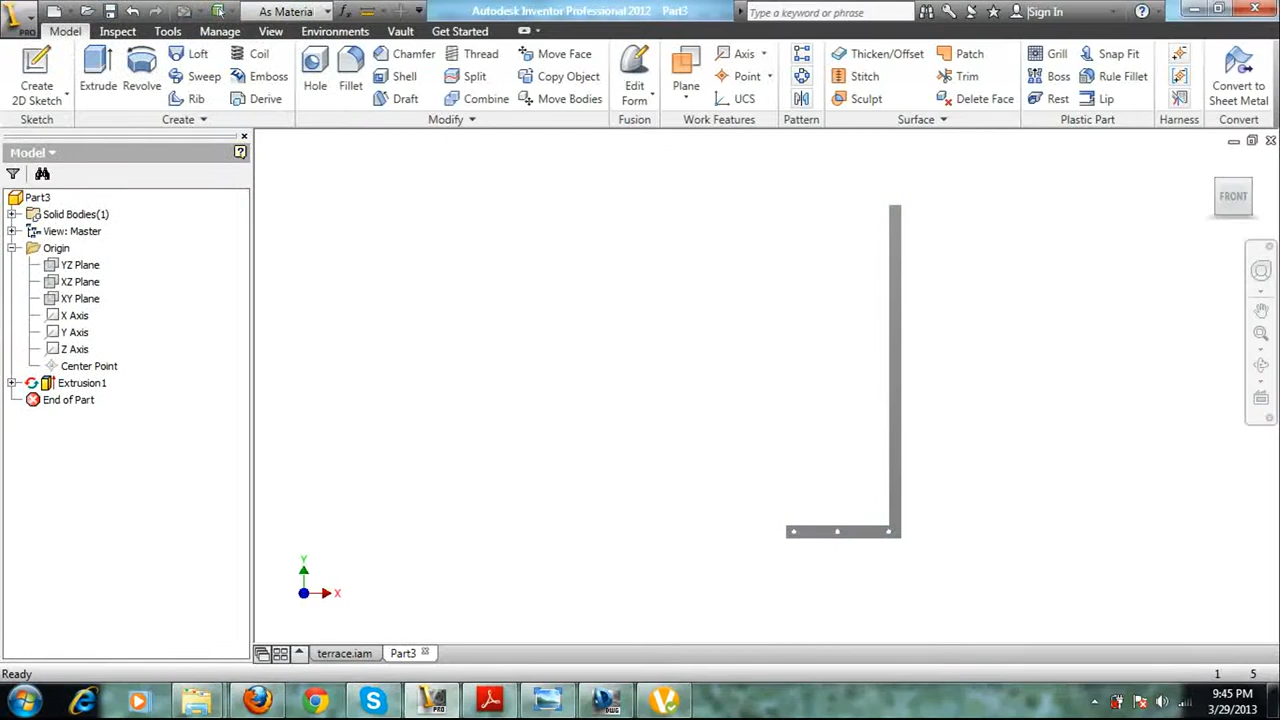 As Materia
Autodesk Inventor Professional 2012 Part3
Type a keyword or phrase
Sign In
PRO
Model Inspect Tools Manage View Environments Vault Get Started
Create 2D Sketch
Extrude
Revolve
Loft
Sweep
Rib
Coil
Emboss
Derive
Hole
Fillet
Chamfer
Shell
Draft
Thread
Split
Combine
Move Face
Copy Object
Move Bodies
Edit Form
Plane
Axis
Point
UCS
Thicken/Offset
Stitch
Sculpt
Patch
Trim
Delete Face
Grill
Boss
Rest
Snap Fit
Rule Fillet
Lip
Convert to Sheet Metal
Sketch Create Modify Fusion Work Features Pattern Surface Plastic Part Harness Convert
Model
Part3
Solid Bodies(1)
View: Master
Origin
YZ Plane
XZ Plane
XY Plane
X Axis
Y Axis
Z Axis
Center Point
Extrusion1
End of Part
FRONT
Y
X
terrace.iam Part3
Ready
1 5
PRO
DWG
9:45 PM
3/29/2013